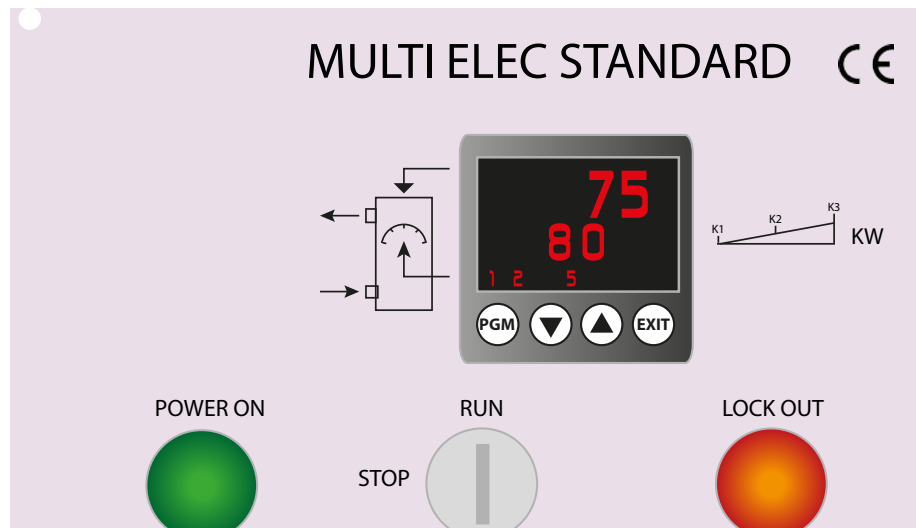 MULTI ELEC STANDARD CE
75
80
1 2 5
K1 K2 K3
KW
PGM EXIT
POWER ON RUN LOCK OUT
STOP